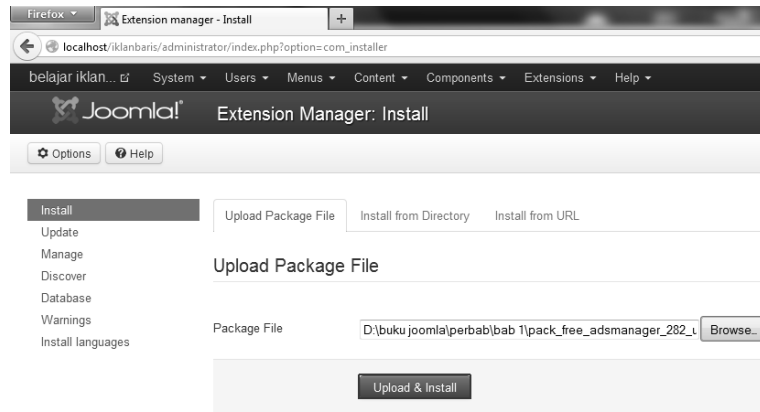 Firefox
Extension manager - Install
+
localhost/iklanbaris/administrator/index.php?option=com_installer
belajar iklan... System Users Menus Content Components Extensions Help
Joomla!® Extension Manager: Install
Options Help
Install
Update
Manage
Discover
Database
Warnings
Install languages
Upload Package File Install from Directory Install from URL
Upload Package File
Package File D:\buku joomla\perbab\bab 1\pack_free_adsmanager_282_u Browse..
Upload & Install